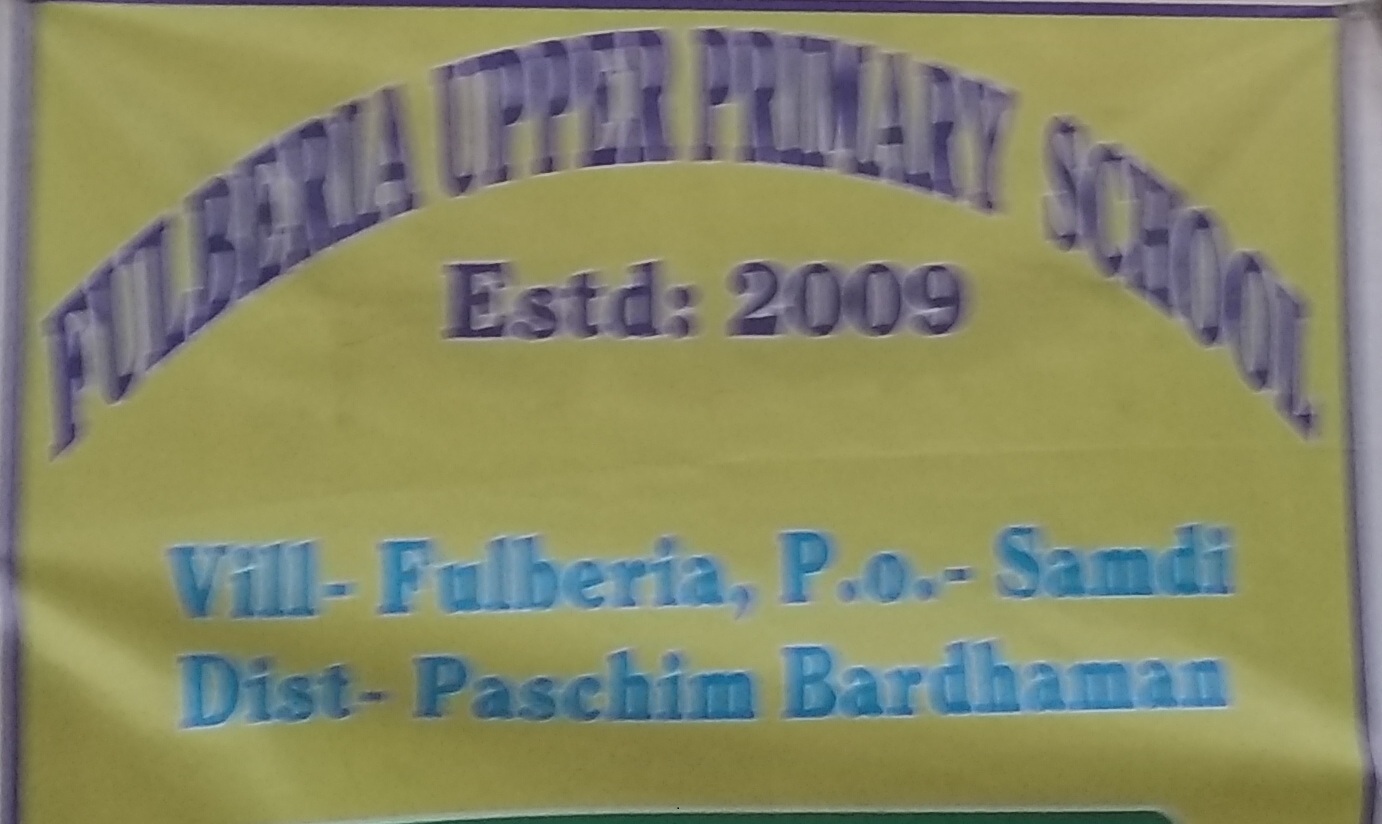 FULBERIA UPPER PRIMARY SCHOOL
Estd: 2009
Vill- Fulberia, P.o.- Samdi
Dist- Paschim Bardhaman